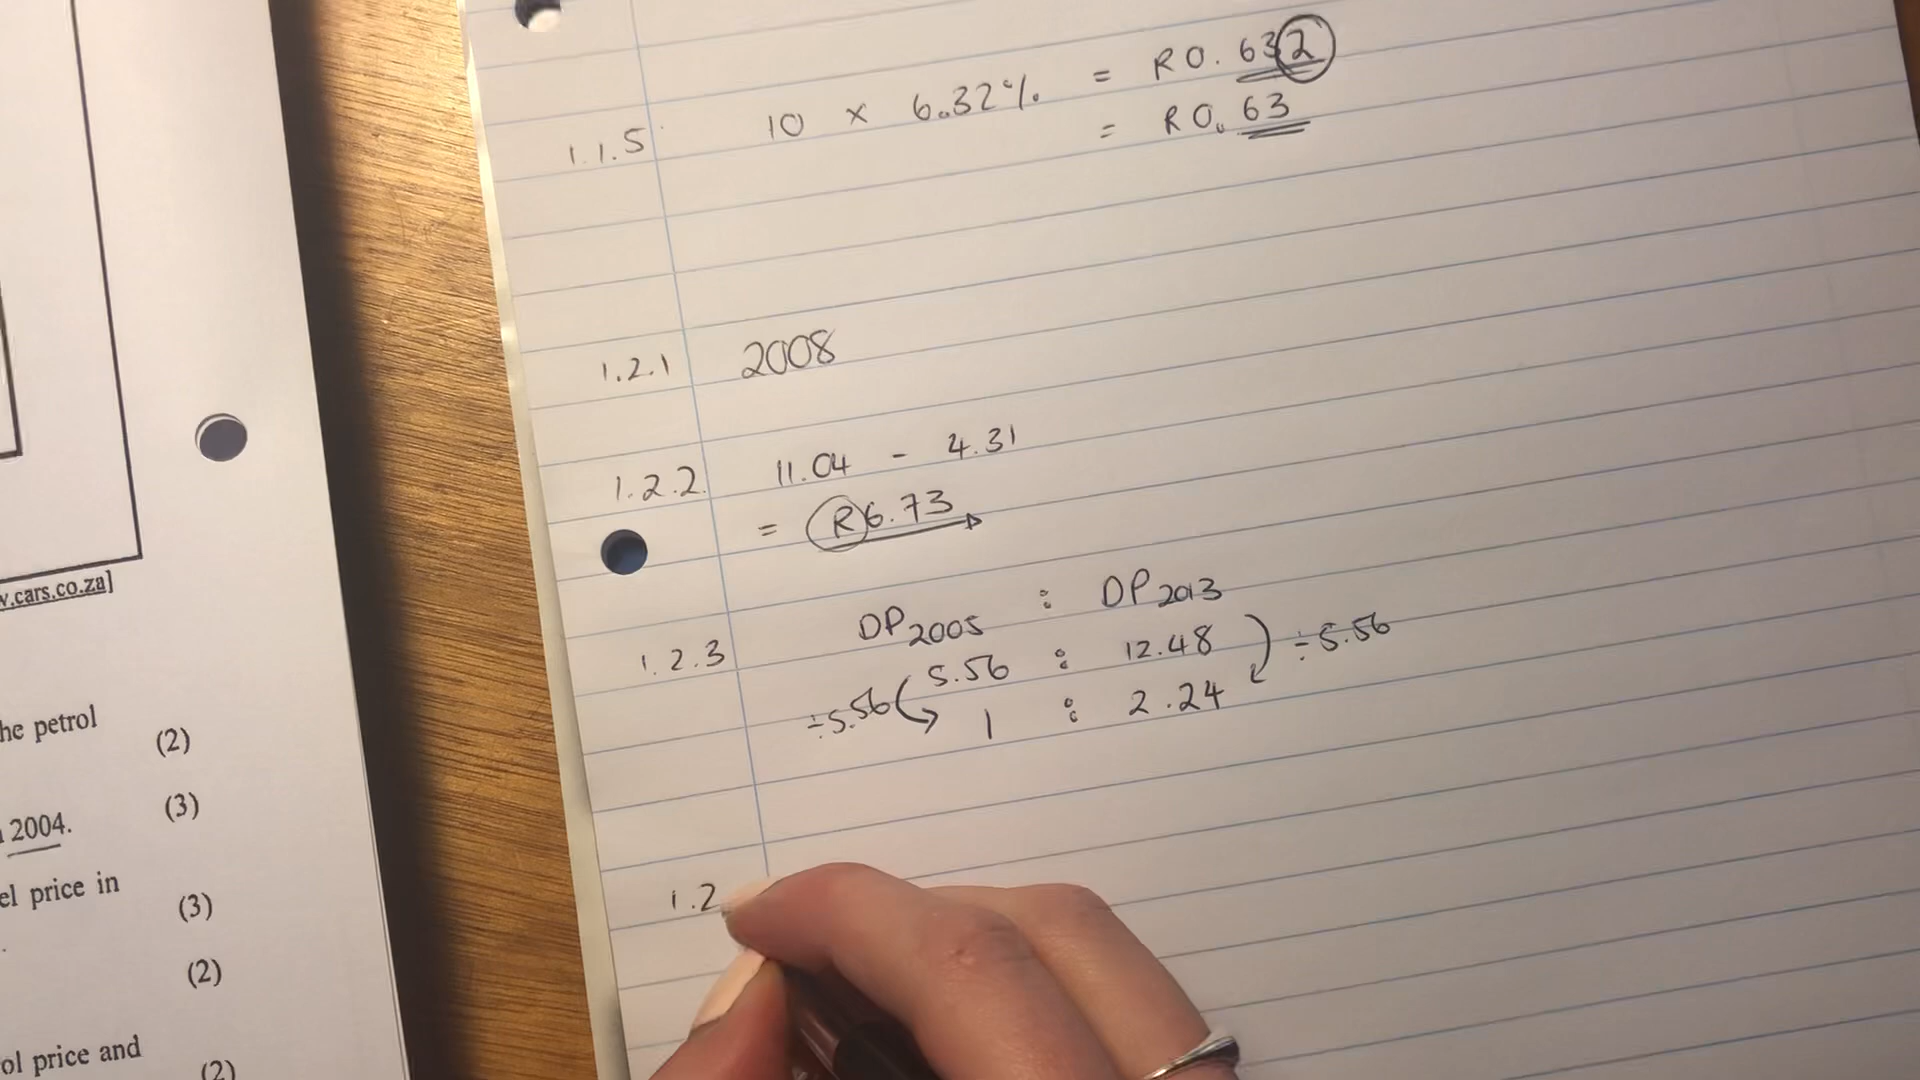 v.cars.co.za]
he petrol
(2)
(3)
2004.
el price in
(3)
(2)
ol price and
(2)
1.1.5 10 × 6.32% = R0.632
= R0.63
1.2.1 2008
1.2.2. 11.04 - 4.31
= R6.73
1.2.3 DP2005 : DP2013
÷5.56 5.56 : 12.48 ÷5.56
1 : 2.24
1.2